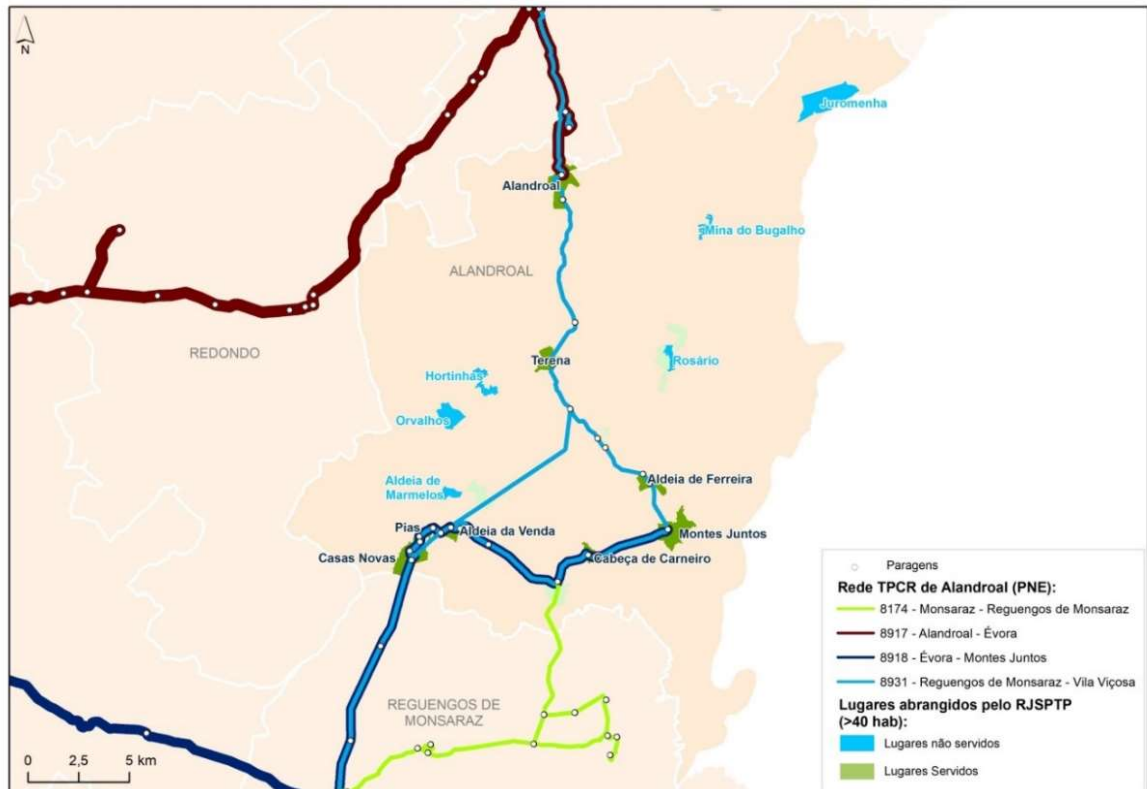 N
Juromenha
Alandroal
Mina do Bugalho
ALANDROAL
REDONDO
Terena
Rosário
Hortinhas
Orvalhos
Aldeia de Ferreira
Aldeia de
Marmelos
Pias
Aldeia da Venda
Montes Juntos
Casas Novas
Cabeça de Carneiro
REGUENGOS DE
MONSARAZ
0 2,5 5 km
Paragens
Rede TPCR de Alandroal (PNE):
8174 - Monsaraz - Reguengos de Monsaraz
8917 - Alandroal - Évora
8918 - Évora - Montes Juntos
8931 - Reguengos de Monsaraz - Vila Viçosa
Lugares abrangidos pelo RJSPTP
(>40 hab):
Lugares não servidos
Lugares Servidos